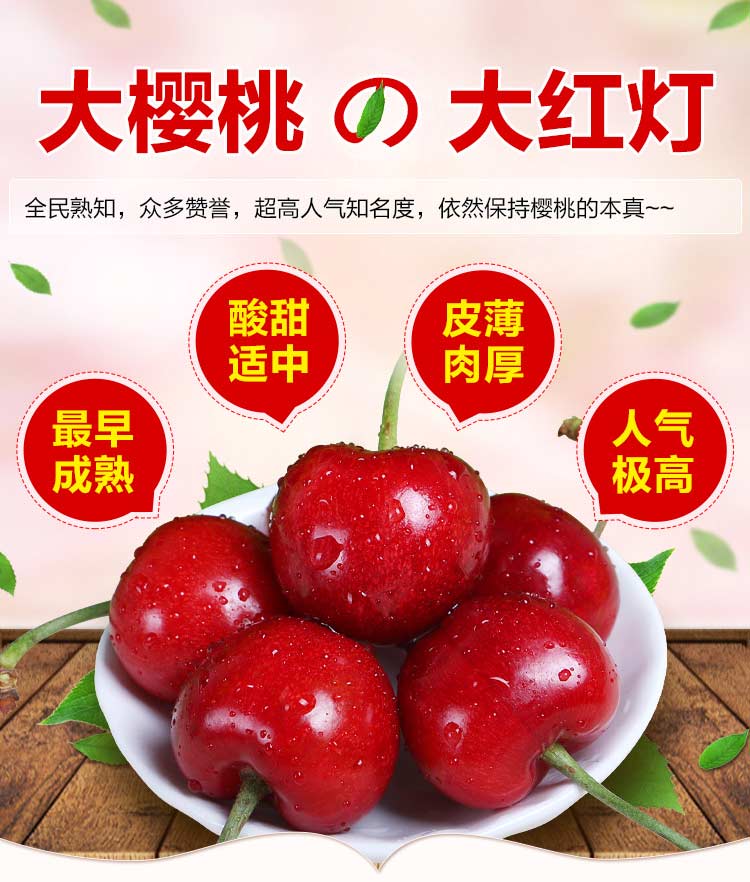 大樱桃 の 大红灯
全民熟知，众多赞誉，超高人气知名度，依然保持樱桃的本真~~
酸甜
适中
皮薄
肉厚
最早
成熟
人气
极高